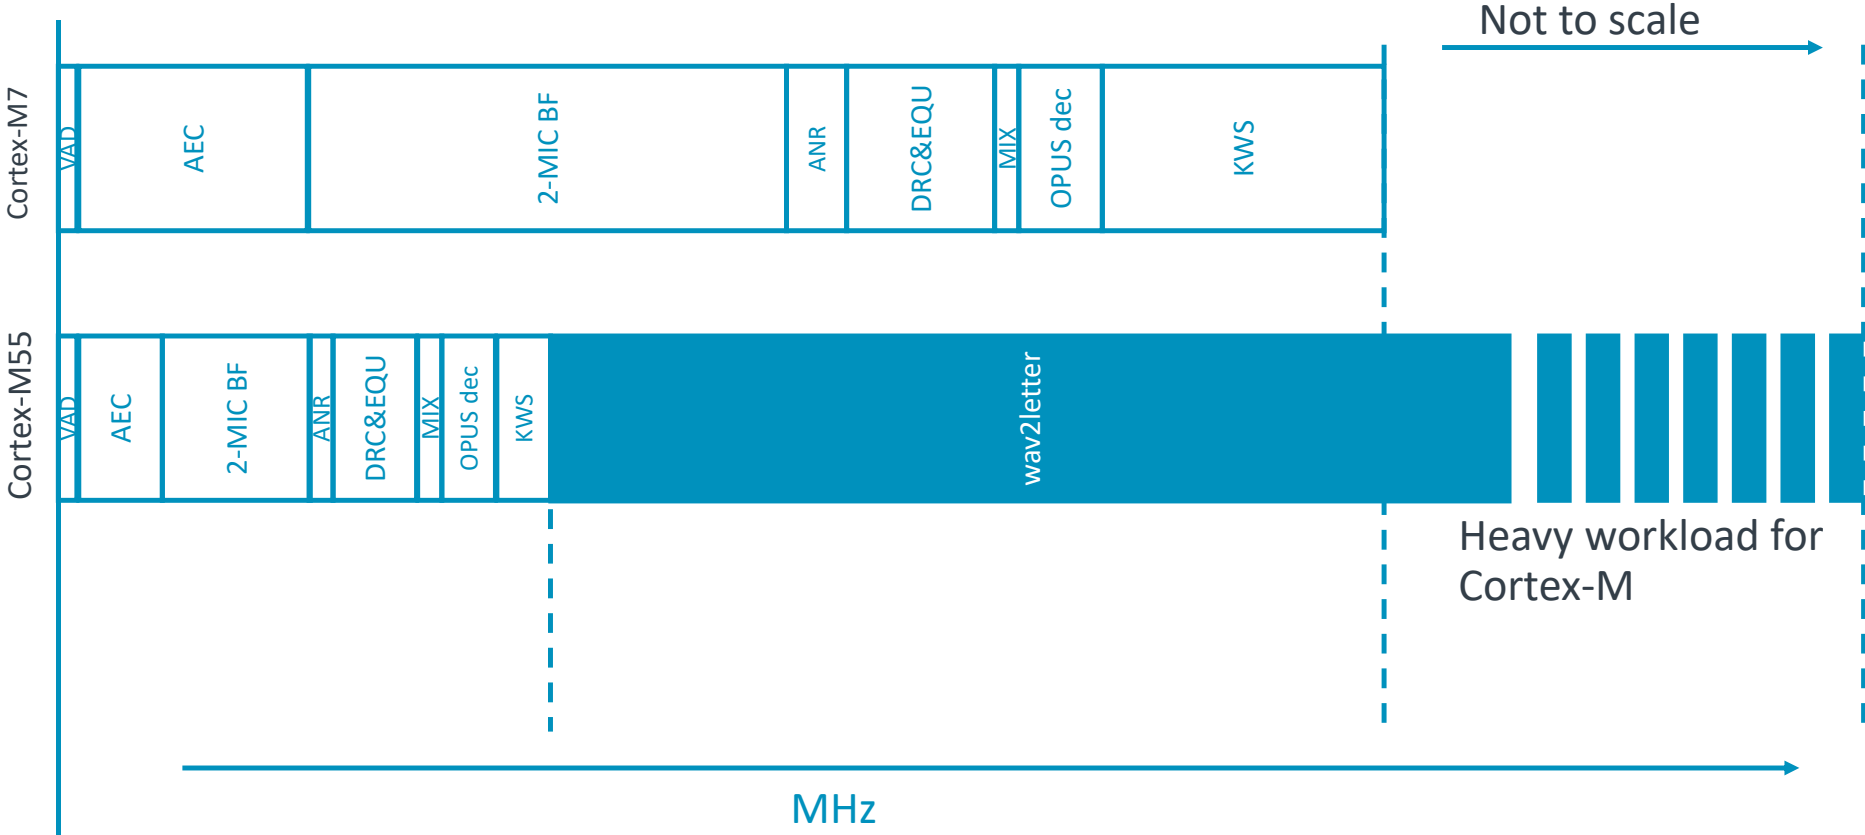 Not to scale
Cortex-M7
VAD
AEC
2-MIC BF
ANR
DRC&EQU
MIX
OPUS dec
KWS
Cortex-M55
VAD
AEC
2-MIC BF
ANR
DRC&EQU
MIX
OPUS dec
KWS
wav2letter
Heavy workload for
Cortex-M
MHz